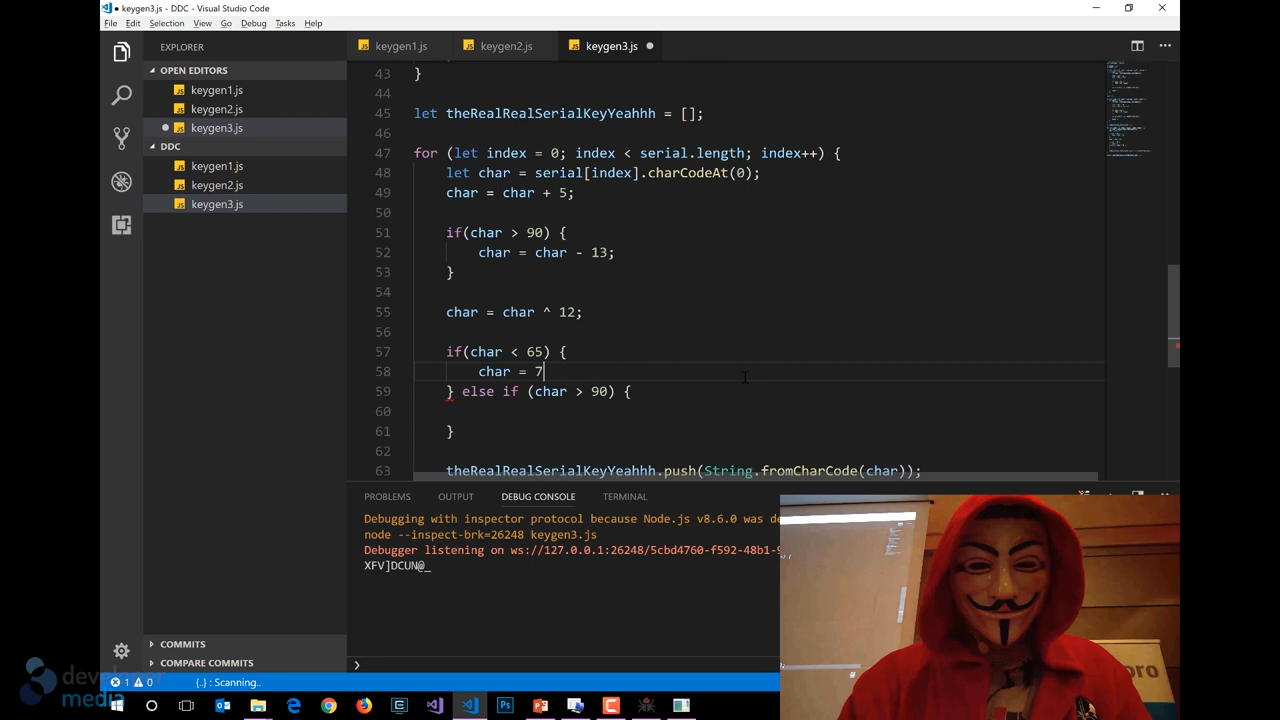 keygen3.js - DDC - Visual Studio Code
File Edit Selection View Go Debug Tasks Help
EXPLORER
OPEN EDITORS
keygen1.js
keygen2.js
keygen3.js
DDC
keygen1.js
keygen2.js
keygen3.js
COMMITS
COMPARE COMMITS
keygen1.js keygen2.js keygen3.js
43 }
44
45 let theRealRealSerialKeyYeahhh = [];
46
47 for (let index = 0; index < serial.length; index++) {
48 let char = serial[index].charCodeAt(0);
49 char = char + 5;
50
51 if(char > 90) {
52 char = char - 13;
53 }
54
55 char = char ^ 12;
56
57 if(char < 65) {
58 char = 7
59 } else if (char > 90) {
60
61 }
62
63 theRealRealSerialKeyYeahhh.push(String.fromCharCode(char));
PROBLEMS OUTPUT DEBUG CONSOLE TERMINAL
Debugging with inspector protocol because Node.js v8.6.0 was de
node --inspect-brk=26248 keygen3.js
Debugger listening on ws://127.0.0.1:26248/5cbd4760-f592-48b1-9
XFV]DCUN@_
>
1 0 {..} : Scanning..
developer
media
oro